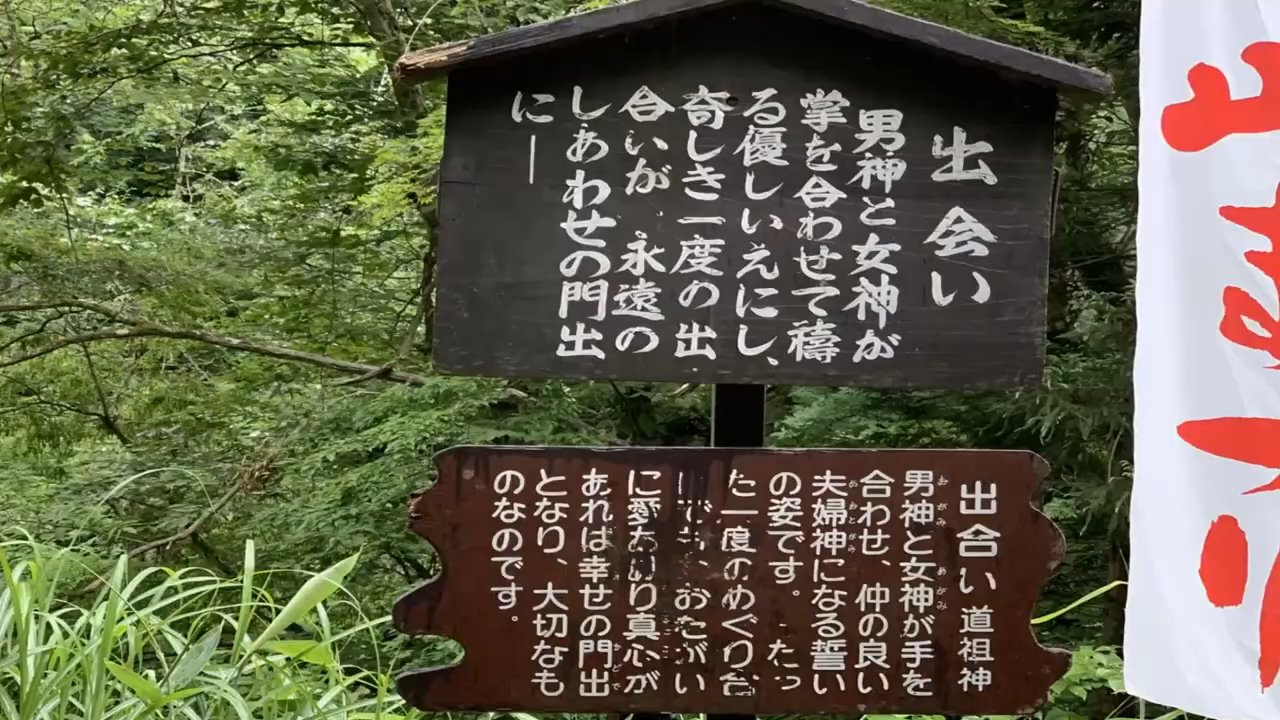 出会い
男神と女神が
掌を合わせて禱
る優しいえにし、
奇しき一度の出
合いが、永遠の
しあわせの門出
に―
出合い 道祖神
男神と女神が手を
合わせ、仲の良い
夫婦神になる誓い
の姿です。 たっ
た一度のめぐり合
いでも、おたがい
に愛あり真心が
あれば幸せの門出
となり、大切なも
のなのです。